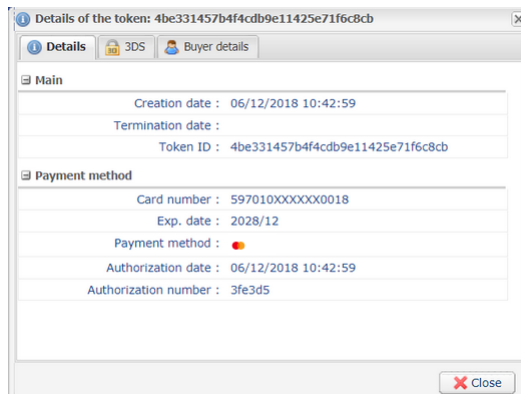 Details of the token: 4be331457b4f4cdb9e11425e71f6c8cb
Details 3DS Buyer details
Main
Creation date : 06/12/2018 10:42:59
Termination date :
Token ID : 4be331457b4f4cdb9e11425e71f6c8cb
Payment method
Card number : 597010XXXXXX0018
Exp. date : 2028/12
Payment method :
Authorization date : 06/12/2018 10:42:59
Authorization number : 3fe3d5
Close